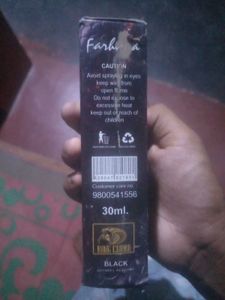 CAUTION
Avoid spraying in eyes
keep away from
open flame
Do not expose to
excessive heat
keep out of reach of
children
Customer care no.
9800541556
30ml.
BLACK